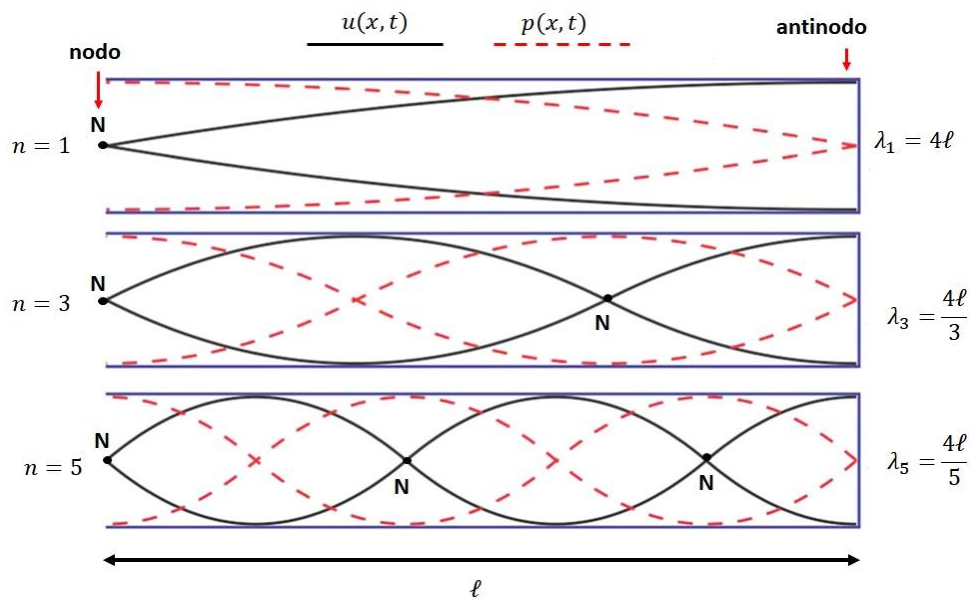 u(x, t)
p(x, t)
nodo
antinodo
N
n = 1
λ₁ = 4ℓ
N
n = 3
N
λ₃ = 4ℓ/3
N
n = 5
N
N
λ₅ = 4ℓ/5
ℓ